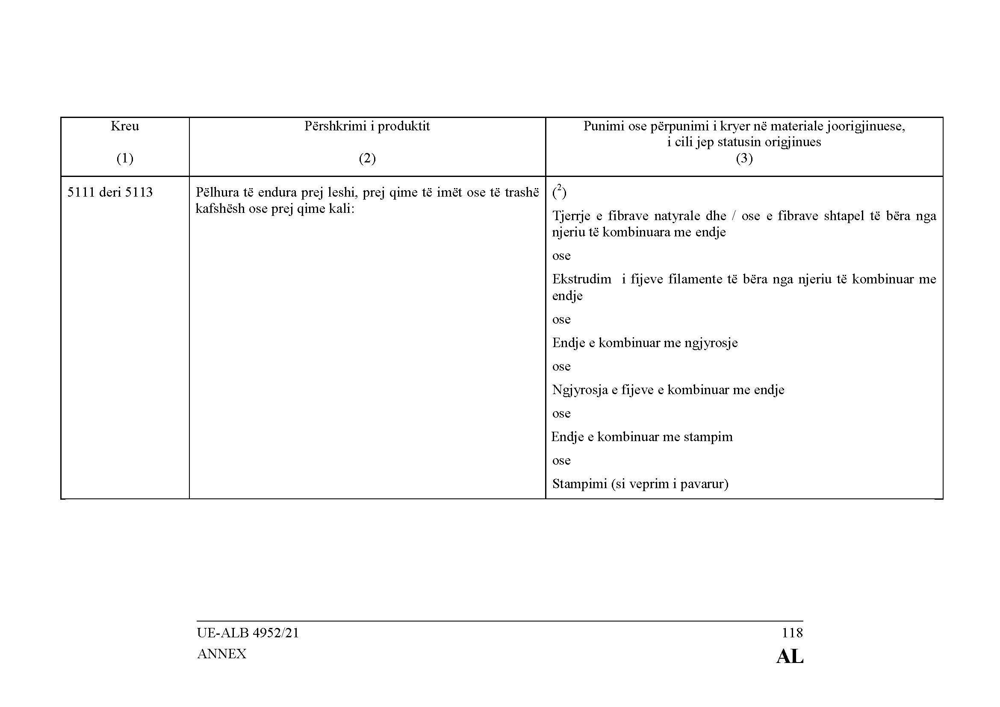 Kreu
(1)
Përshkrimi i produktit
(2)
Punimi ose përpunimi i kryer në materiale joorigjinuese,
i cili jep statusin origjinues
(3)
5111 deri 5113
Pëlhura të endura prej leshi, prej qime të imët ose të trashë
kafshësh ose prej qime kali:
(²)
Tjerrje e fibrave natyrale dhe / ose e fibrave shtapel të bëra nga
njeriu të kombinuara me endje
ose
Ekstrudim i fijeve filamente të bëra nga njeriu të kombinuar me
endje
ose
Endje e kombinuar me ngjyrosje
ose
Ngjyrosja e fijeve e kombinuar me endje
ose
Endje e kombinuar me stampim
ose
Stampimi (si veprim i pavarur)
UE-ALB 4952/21
118
ANNEX
AL